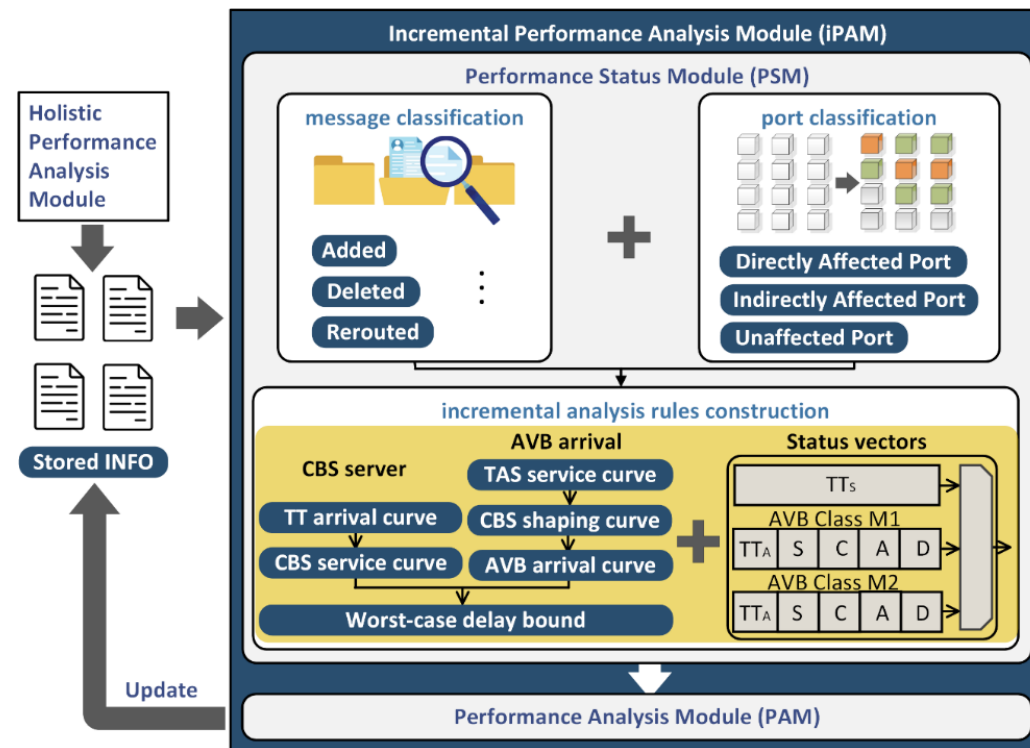 Incremental Performance Analysis Module (iPAM)
Performance Status Module (PSM)
Holistic
Performance
Analysis
Module
message classification
port classification
Added
Deleted
Rerouted
Directly Affected Port
Indirectly Affected Port
Unaffected Port
Stored INFO
incremental analysis rules construction
CBS server
AVB arrival
Status vectors
TAS service curve
TT arrival curve
CBS shaping curve
CBS service curve
AVB arrival curve
Worst-case delay bound
TTS
AVB Class M1
TTA S C A D
AVB Class M2
TTA S C A D
Update
Performance Analysis Module (PAM)